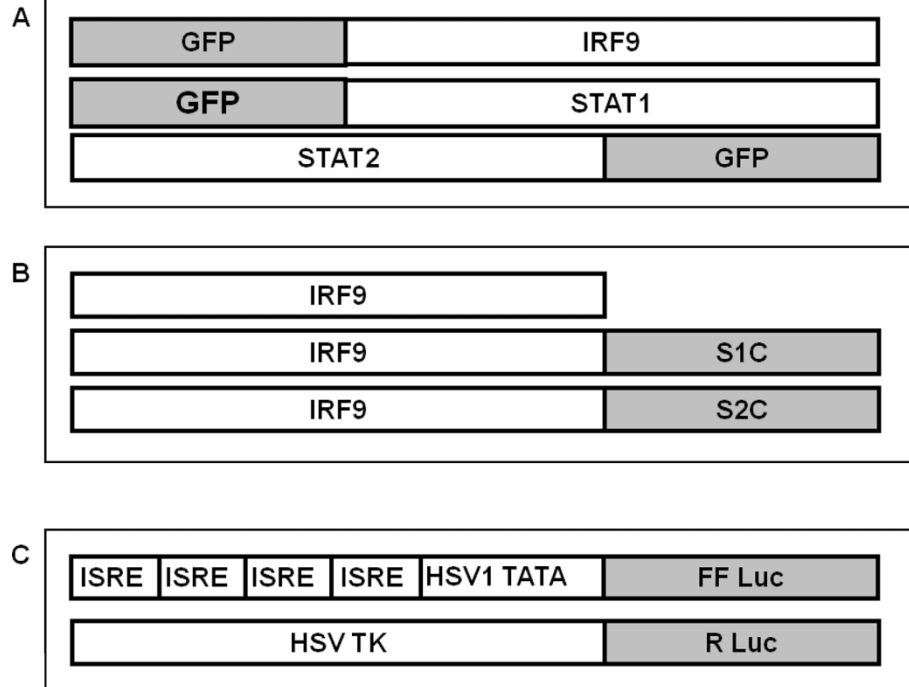 A
GFP IRF9
GFP STAT1
STAT2 GFP
B
IRF9
IRF9 S1C
IRF9 S2C
C
ISRE ISRE ISRE ISRE HSV1 TATA FF Luc
HSV TK R Luc